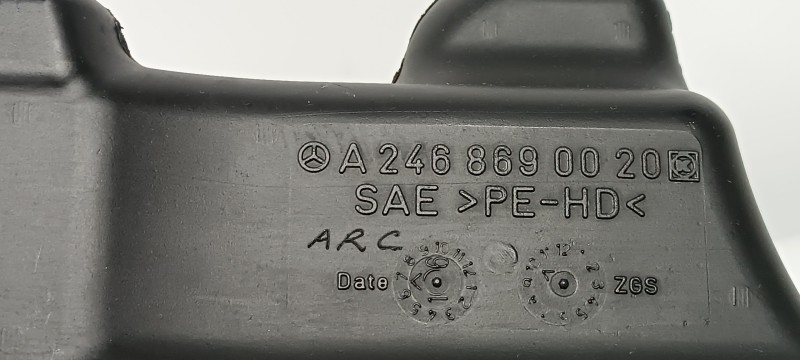 A 246 869 00 20
SAE >PE-HD<
ARC
Date ZGS